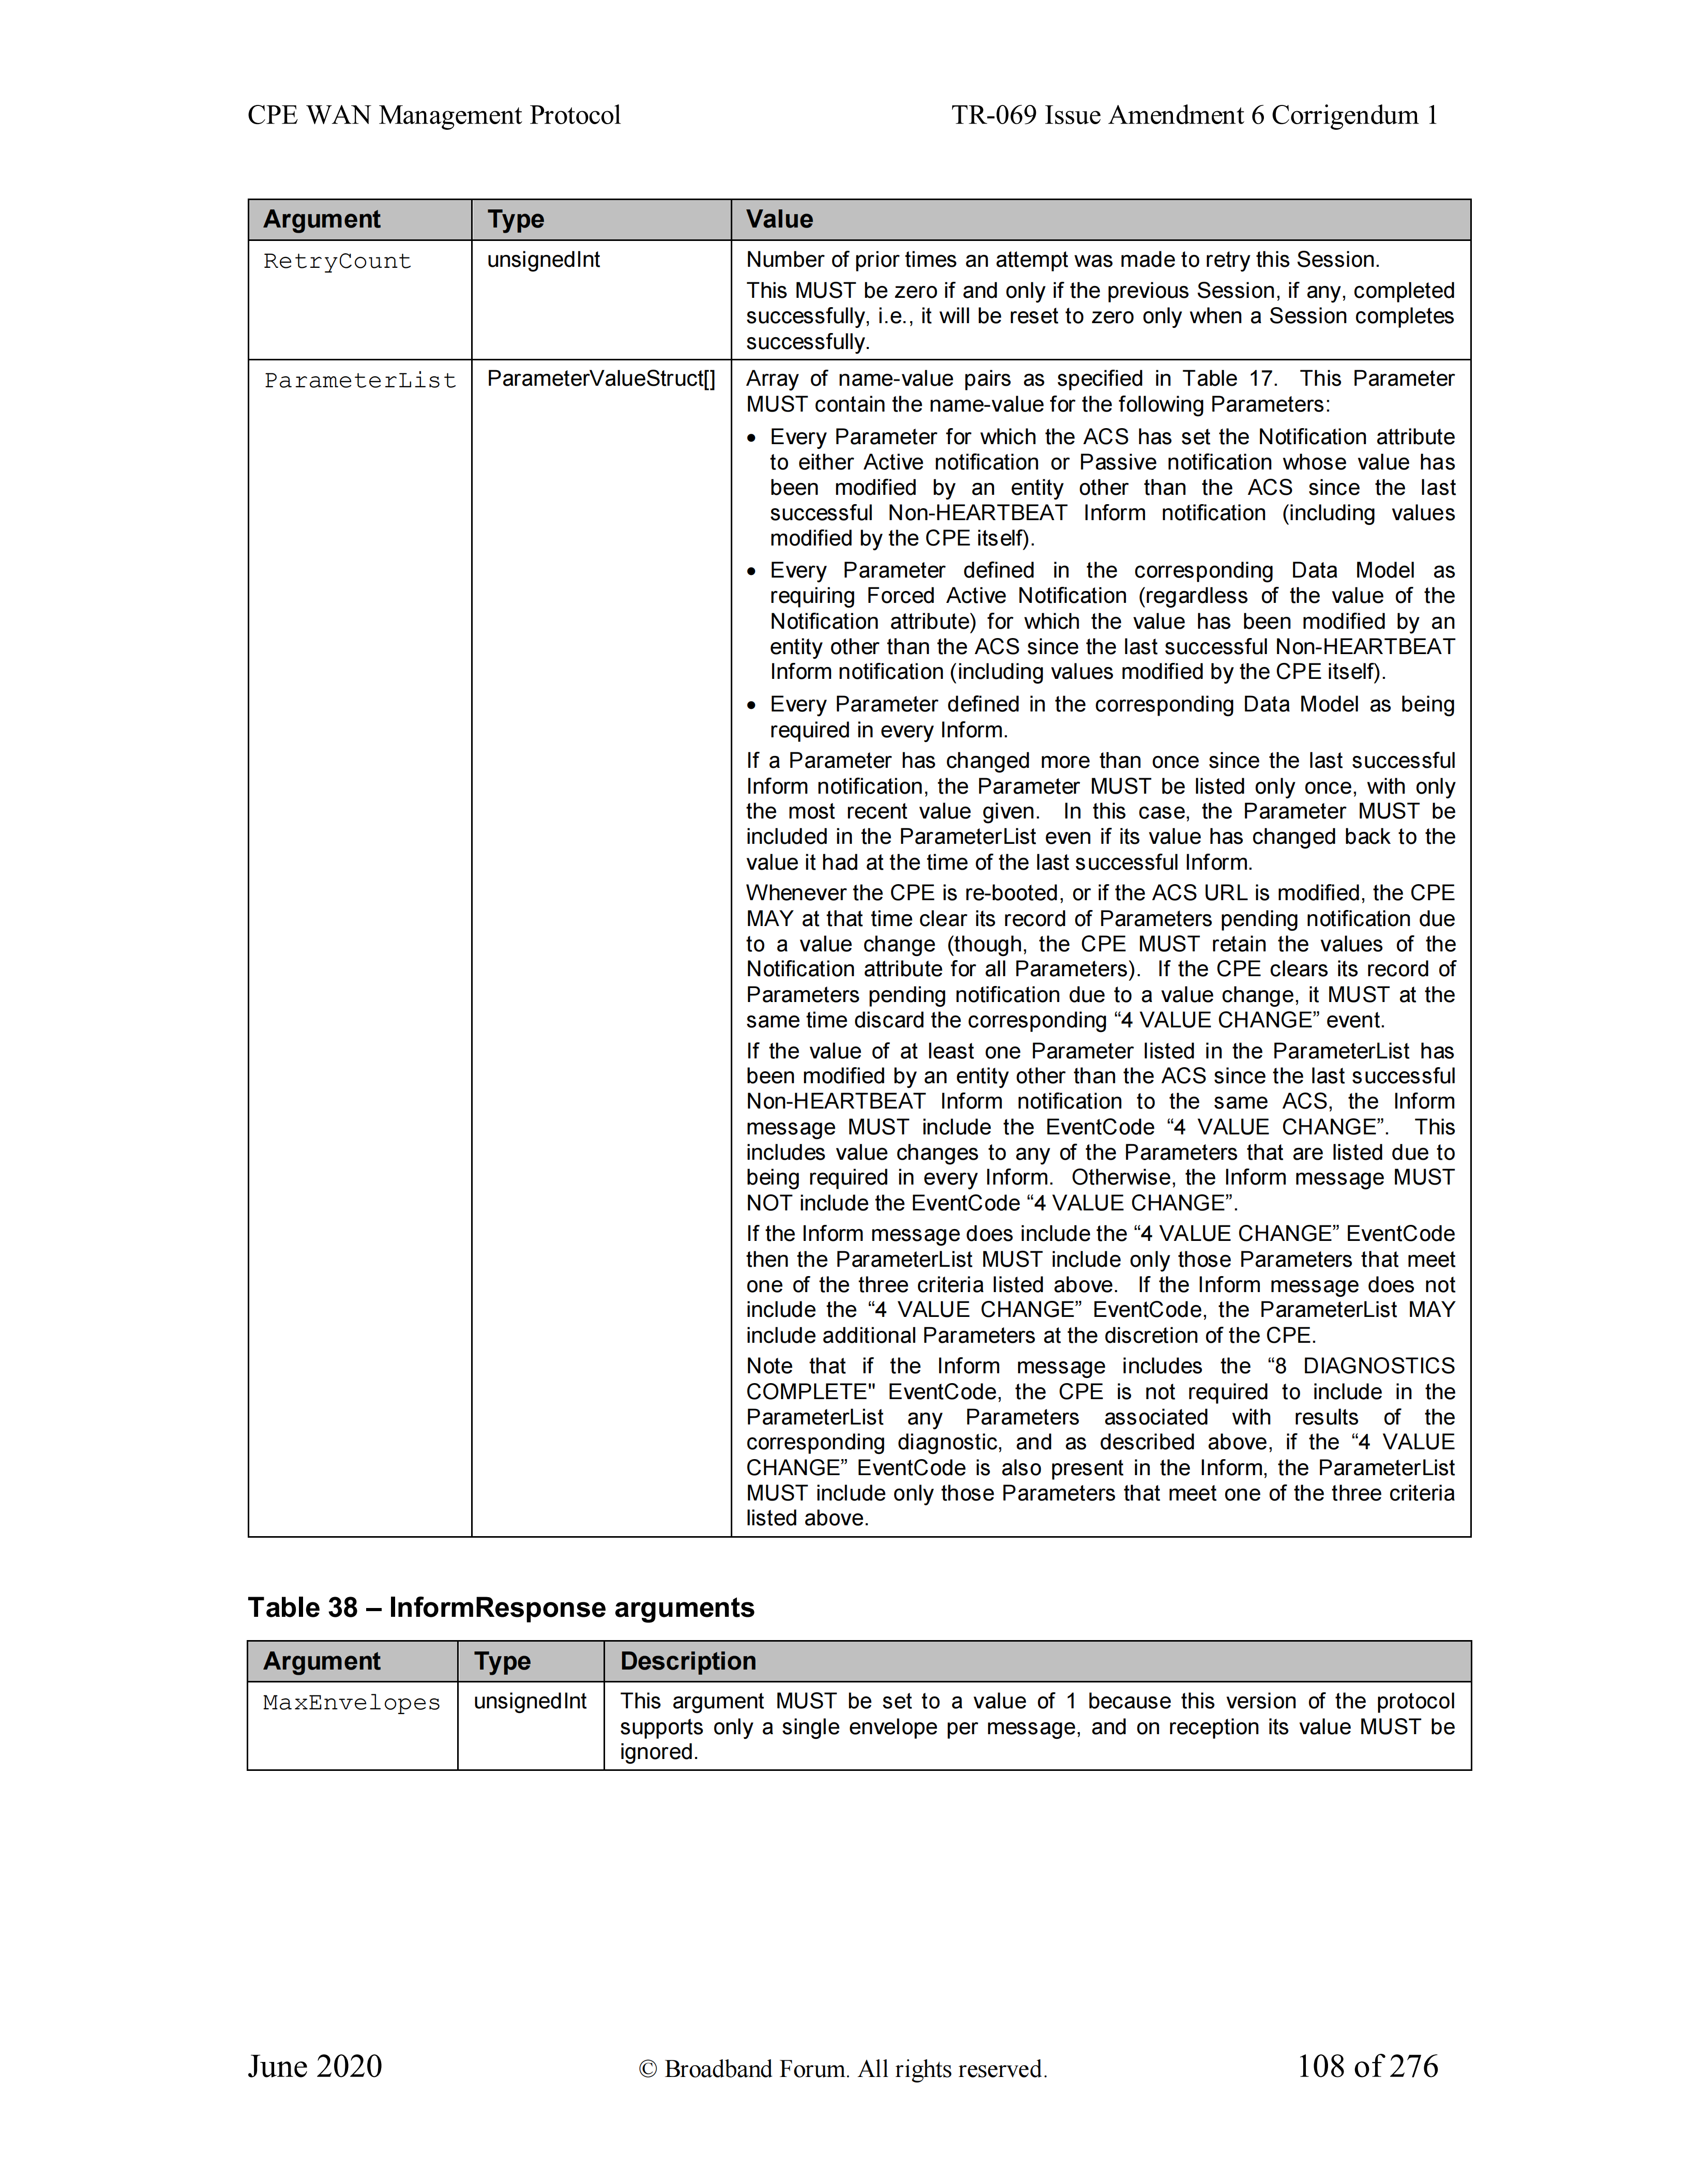 CPE WAN Management Protocol TR-069 Issue Amendment 6 Corrigendum 1
Argument Type Value
RetryCount unsignedInt Number of prior times an attempt was made to retry this Session.
This MUST be zero if and only if the previous Session, if any, completed
successfully, i.e., it will be reset to zero only when a Session completes
successfully.
ParameterList ParameterValueStruct[] Array of name-value pairs as specified in Table 17. This Parameter
MUST contain the name-value for the following Parameters:
• Every Parameter for which the ACS has set the Notification attribute
to either Active notification or Passive notification whose value has
been modified by an entity other than the ACS since the last
successful Non-HEARTBEAT Inform notification (including values
modified by the CPE itself).
• Every Parameter defined in the corresponding Data Model as
requiring Forced Active Notification (regardless of the value of the
Notification attribute) for which the value has been modified by an
entity other than the ACS since the last successful Non-HEARTBEAT
Inform notification (including values modified by the CPE itself).
• Every Parameter defined in the corresponding Data Model as being
required in every Inform.
If a Parameter has changed more than once since the last successful
Inform notification, the Parameter MUST be listed only once, with only
the most recent value given. In this case, the Parameter MUST be
included in the ParameterList even if its value has changed back to the
value it had at the time of the last successful Inform.
Whenever the CPE is re-booted, or if the ACS URL is modified, the CPE
MAY at that time clear its record of Parameters pending notification due
to a value change (though, the CPE MUST retain the values of the
Notification attribute for all Parameters). If the CPE clears its record of
Parameters pending notification due to a value change, it MUST at the
same time discard the corresponding “4 VALUE CHANGE” event.
If the value of at least one Parameter listed in the ParameterList has
been modified by an entity other than the ACS since the last successful
Non-HEARTBEAT Inform notification to the same ACS, the Inform
message MUST include the EventCode “4 VALUE CHANGE”. This
includes value changes to any of the Parameters that are listed due to
being required in every Inform. Otherwise, the Inform message MUST
NOT include the EventCode “4 VALUE CHANGE”.
If the Inform message does include the “4 VALUE CHANGE” EventCode
then the ParameterList MUST include only those Parameters that meet
one of the three criteria listed above. If the Inform message does not
include the “4 VALUE CHANGE” EventCode, the ParameterList MAY
include additional Parameters at the discretion of the CPE.
Note that if the Inform message includes the “8 DIAGNOSTICS
COMPLETE" EventCode, the CPE is not required to include in the
ParameterList any Parameters associated with results of the
corresponding diagnostic, and as described above, if the “4 VALUE
CHANGE” EventCode is also present in the Inform, the ParameterList
MUST include only those Parameters that meet one of the three criteria
listed above.
Table 38 – InformResponse arguments
Argument Type Description
MaxEnvelopes unsignedInt This argument MUST be set to a value of 1 because this version of the protocol
supports only a single envelope per message, and on reception its value MUST be
ignored.
June 2020 © Broadband Forum. All rights reserved. 108 of 276